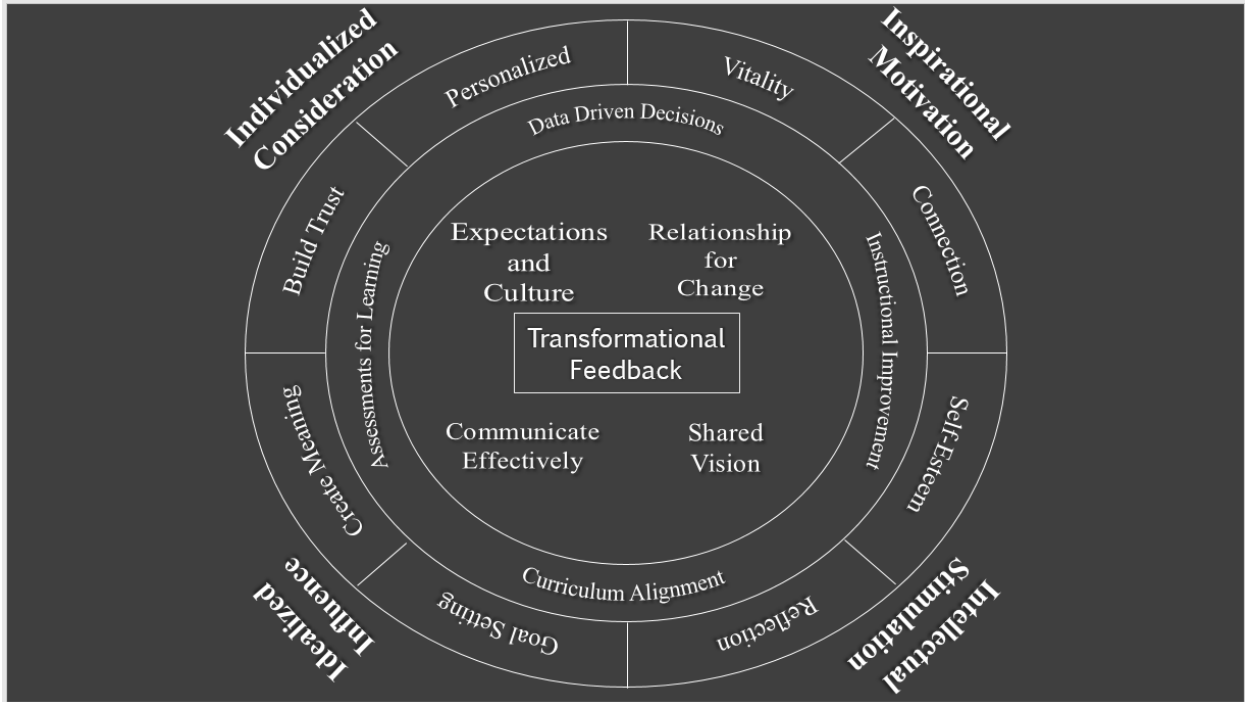 Individualized
Consideration
Inspirational
Motivation
Personalized
Vitality
Data Driven Decisions
Build Trust
Connection
Assessments for Learning
Instructional Improvement
Expectations
and
Culture
Relationship
for
Change
Transformational
Feedback
Communicate
Effectively
Shared
Vision
Create Meaning
Self-Esteem
Curriculum Alignment
Goal Setting
Reflection
Idealized
Influence
Intellectual
Stimulation